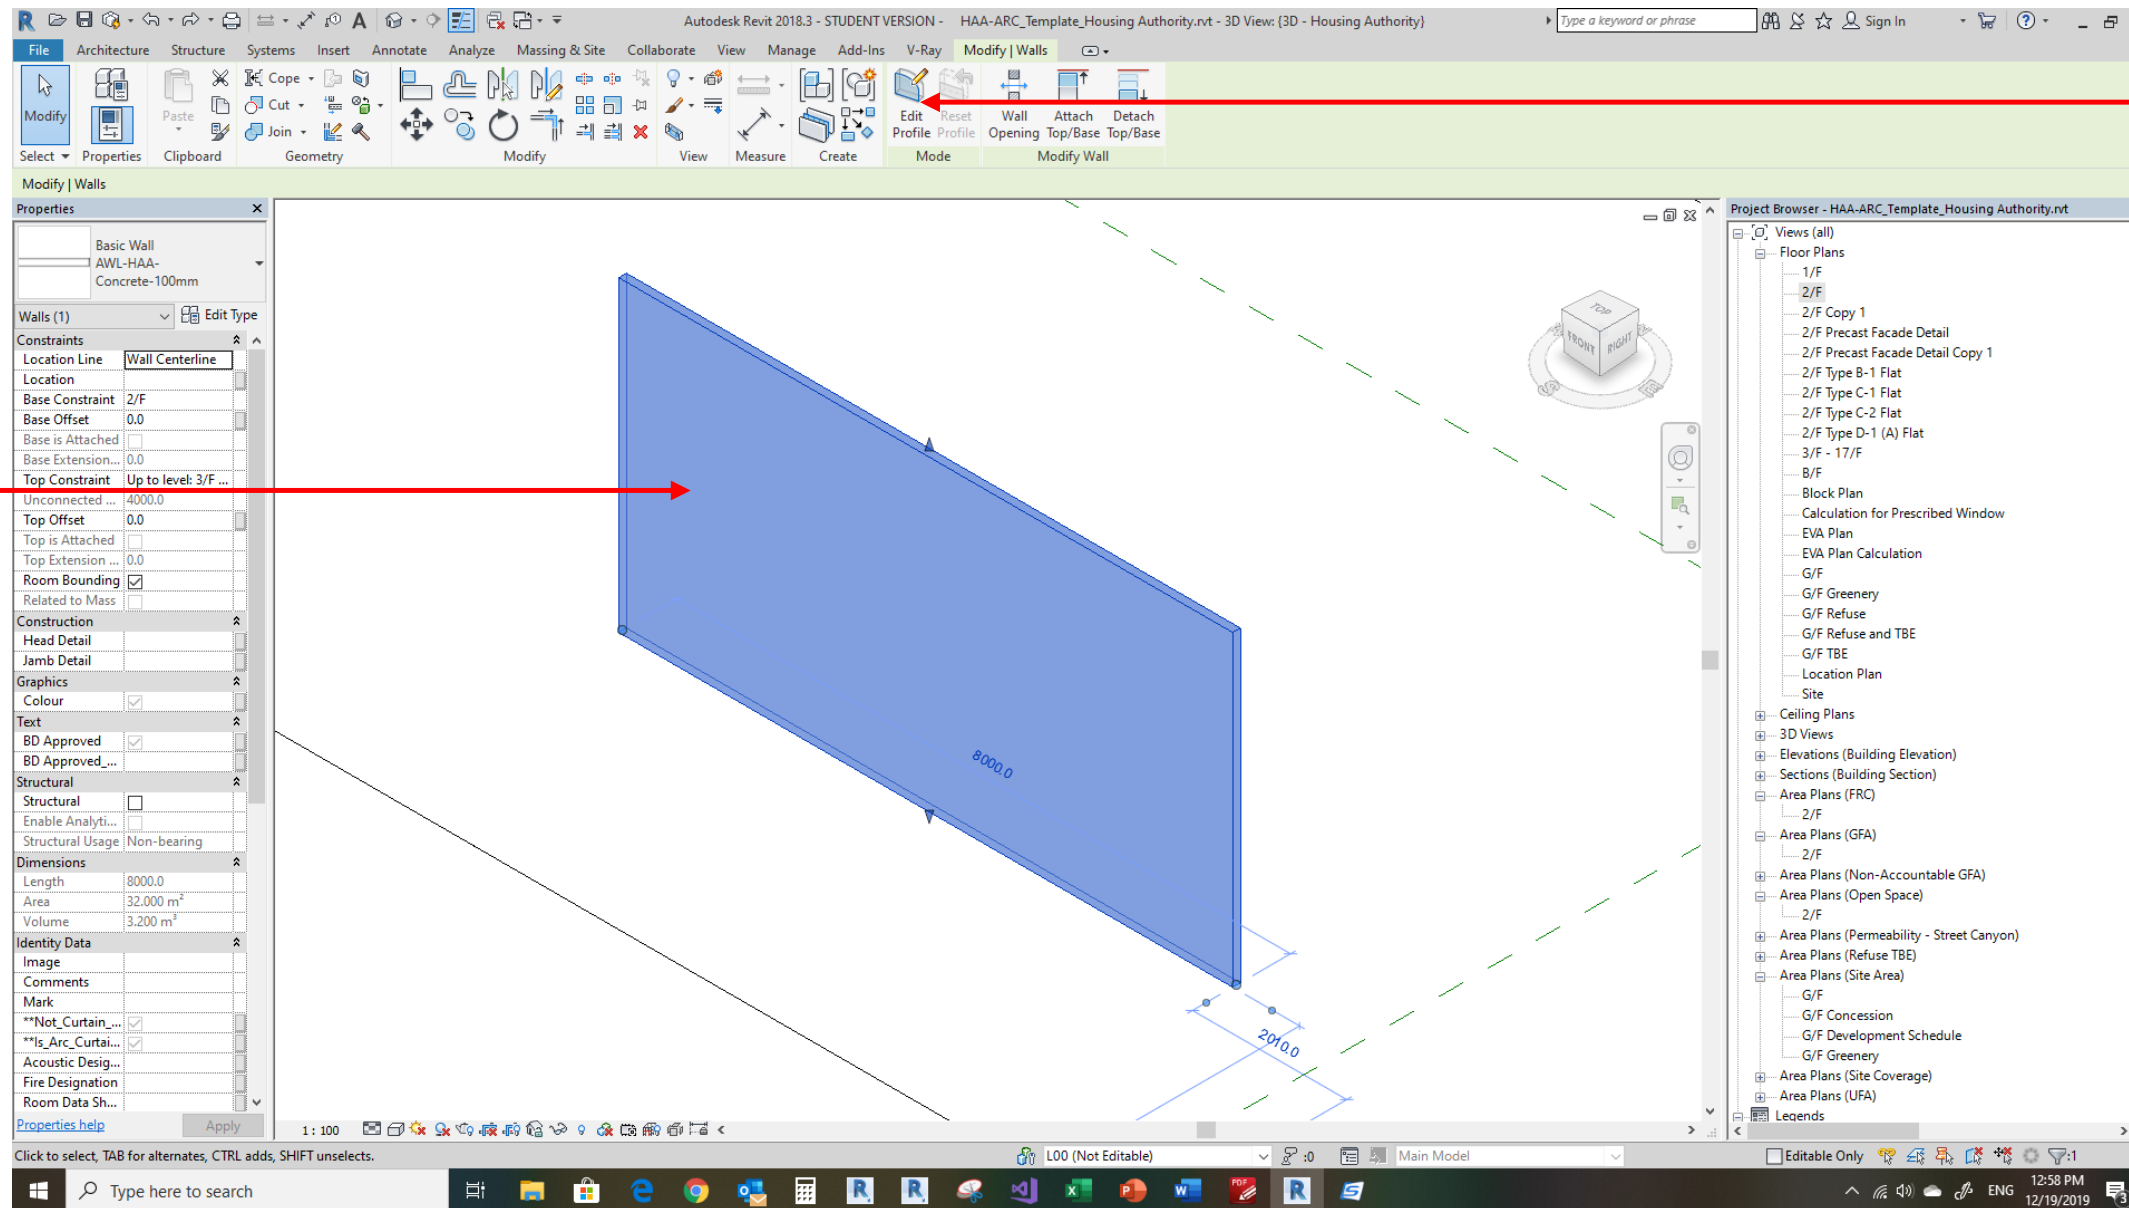 Autodesk Revit 2018.3 - STUDENT VERSION - HAA-ARC_Template_Housing Authority.rvt - 3D View: {3D - Housing Authority}
Type a keyword or phrase
Sign In
File Architecture Structure Systems Insert Annotate Analyze Massing & Site Collaborate View Manage Add-Ins V-Ray Modify | Walls
Modify
Paste
Cope
Cut
Join
Edit Profile
Reset Profile
Wall Opening
Attach Top/Base
Detach Top/Base
Select Properties Clipboard Geometry Modify View Measure Create Mode Modify Wall
Modify | Walls
Properties
Basic Wall
AWL-HAA-
Concrete-100mm
Walls (1) Edit Type
Constraints
Location Line Wall Centerline
Location
Base Constraint 2/F
Base Offset 0.0
Base is Attached
Base Extension... 0.0
Top Constraint Up to level: 3/F ...
Unconnected ... 4000.0
Top Offset 0.0
Top is Attached
Top Extension ... 0.0
Room Bounding
Related to Mass
Construction
Head Detail
Jamb Detail
Graphics
Colour
Text
BD Approved
BD Approved_...
Structural
Structural
Enable Analyti...
Structural Usage Non-bearing
Dimensions
Length 8000.0
Area 32.000 m²
Volume 3.200 m³
Identity Data
Image
Comments
Mark
**Not_Curtain_...
**Is_Arc_Curtai...
Acoustic Desig...
Fire Designation
Room Data Sh...
Properties help Apply
TOP
FRONT
RIGHT
8000.0
2010.0
1 : 100
Project Browser - HAA-ARC_Template_Housing Authority.rvt
Views (all)
Floor Plans
1/F
2/F
2/F Copy 1
2/F Precast Facade Detail
2/F Precast Facade Detail Copy 1
2/F Type B-1 Flat
2/F Type C-1 Flat
2/F Type C-2 Flat
2/F Type D-1 (A) Flat
3/F - 17/F
B/F
Block Plan
Calculation for Prescribed Window
EVA Plan
EVA Plan Calculation
G/F
G/F Greenery
G/F Refuse
G/F Refuse and TBE
G/F TBE
Location Plan
Site
Ceiling Plans
3D Views
Elevations (Building Elevation)
Sections (Building Section)
Area Plans (FRC)
2/F
Area Plans (GFA)
2/F
Area Plans (Non-Accountable GFA)
Area Plans (Open Space)
2/F
Area Plans (Permeability - Street Canyon)
Area Plans (Refuse TBE)
Area Plans (Site Area)
G/F
G/F Concession
G/F Development Schedule
G/F Greenery
Area Plans (Site Coverage)
Area Plans (UFA)
Legends
Click to select, TAB for alternates, CTRL adds, SHIFT unselects.
L00 (Not Editable) :0 Main Model Editable Only :1
Type here to search
ENG
12:58 PM
12/19/2019
3